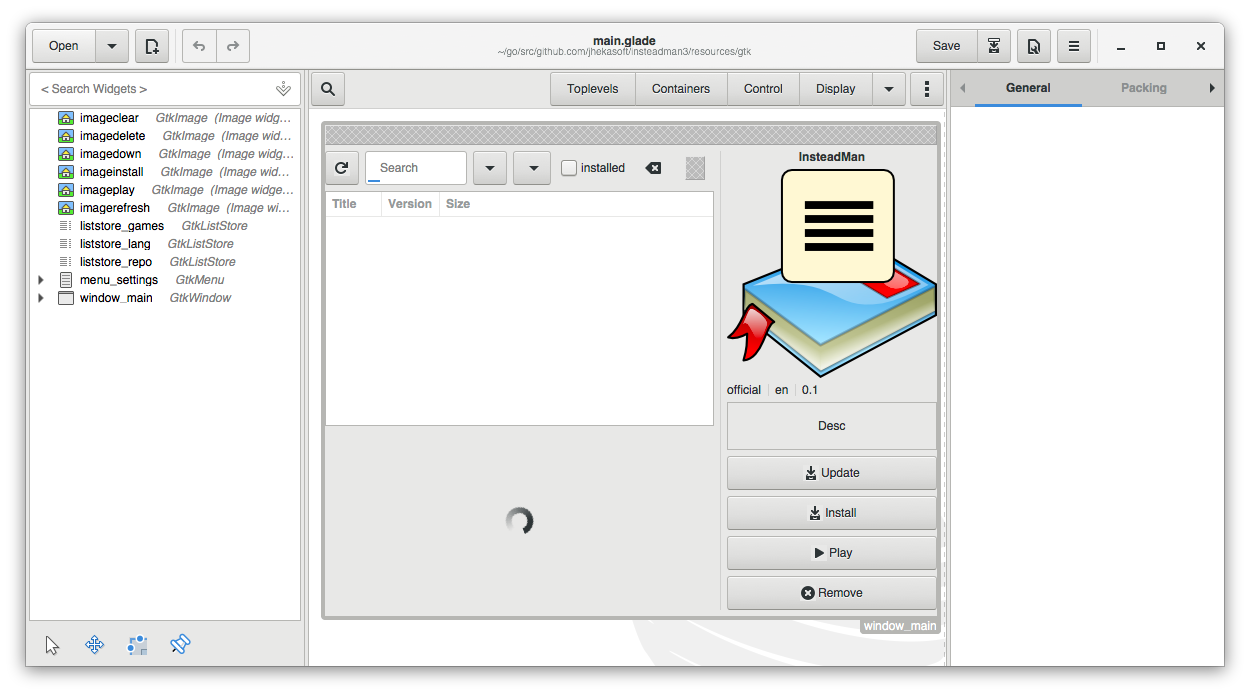 Open
main.glade
~/go/src/github.com/jhekasoft/insteadman3/resources/gtk
Save
< Search Widgets >
Toplevels
Containers
Control
Display
General
Packing
imageclear GtkImage (Image widg...
imagedelete GtkImage (Image wid...
imagedown GtkImage (Image wid...
imageinstall GtkImage (Image wid...
imageplay GtkImage (Image widge...
imagerefresh GtkImage (Image wi...
liststore_games GtkListStore
liststore_lang GtkListStore
liststore_repo GtkListStore
menu_settings GtkMenu
window_main GtkWindow
Search
installed
Title Version Size
InsteadMan
official en 0.1
Desc
Update
Install
Play
Remove
window_main